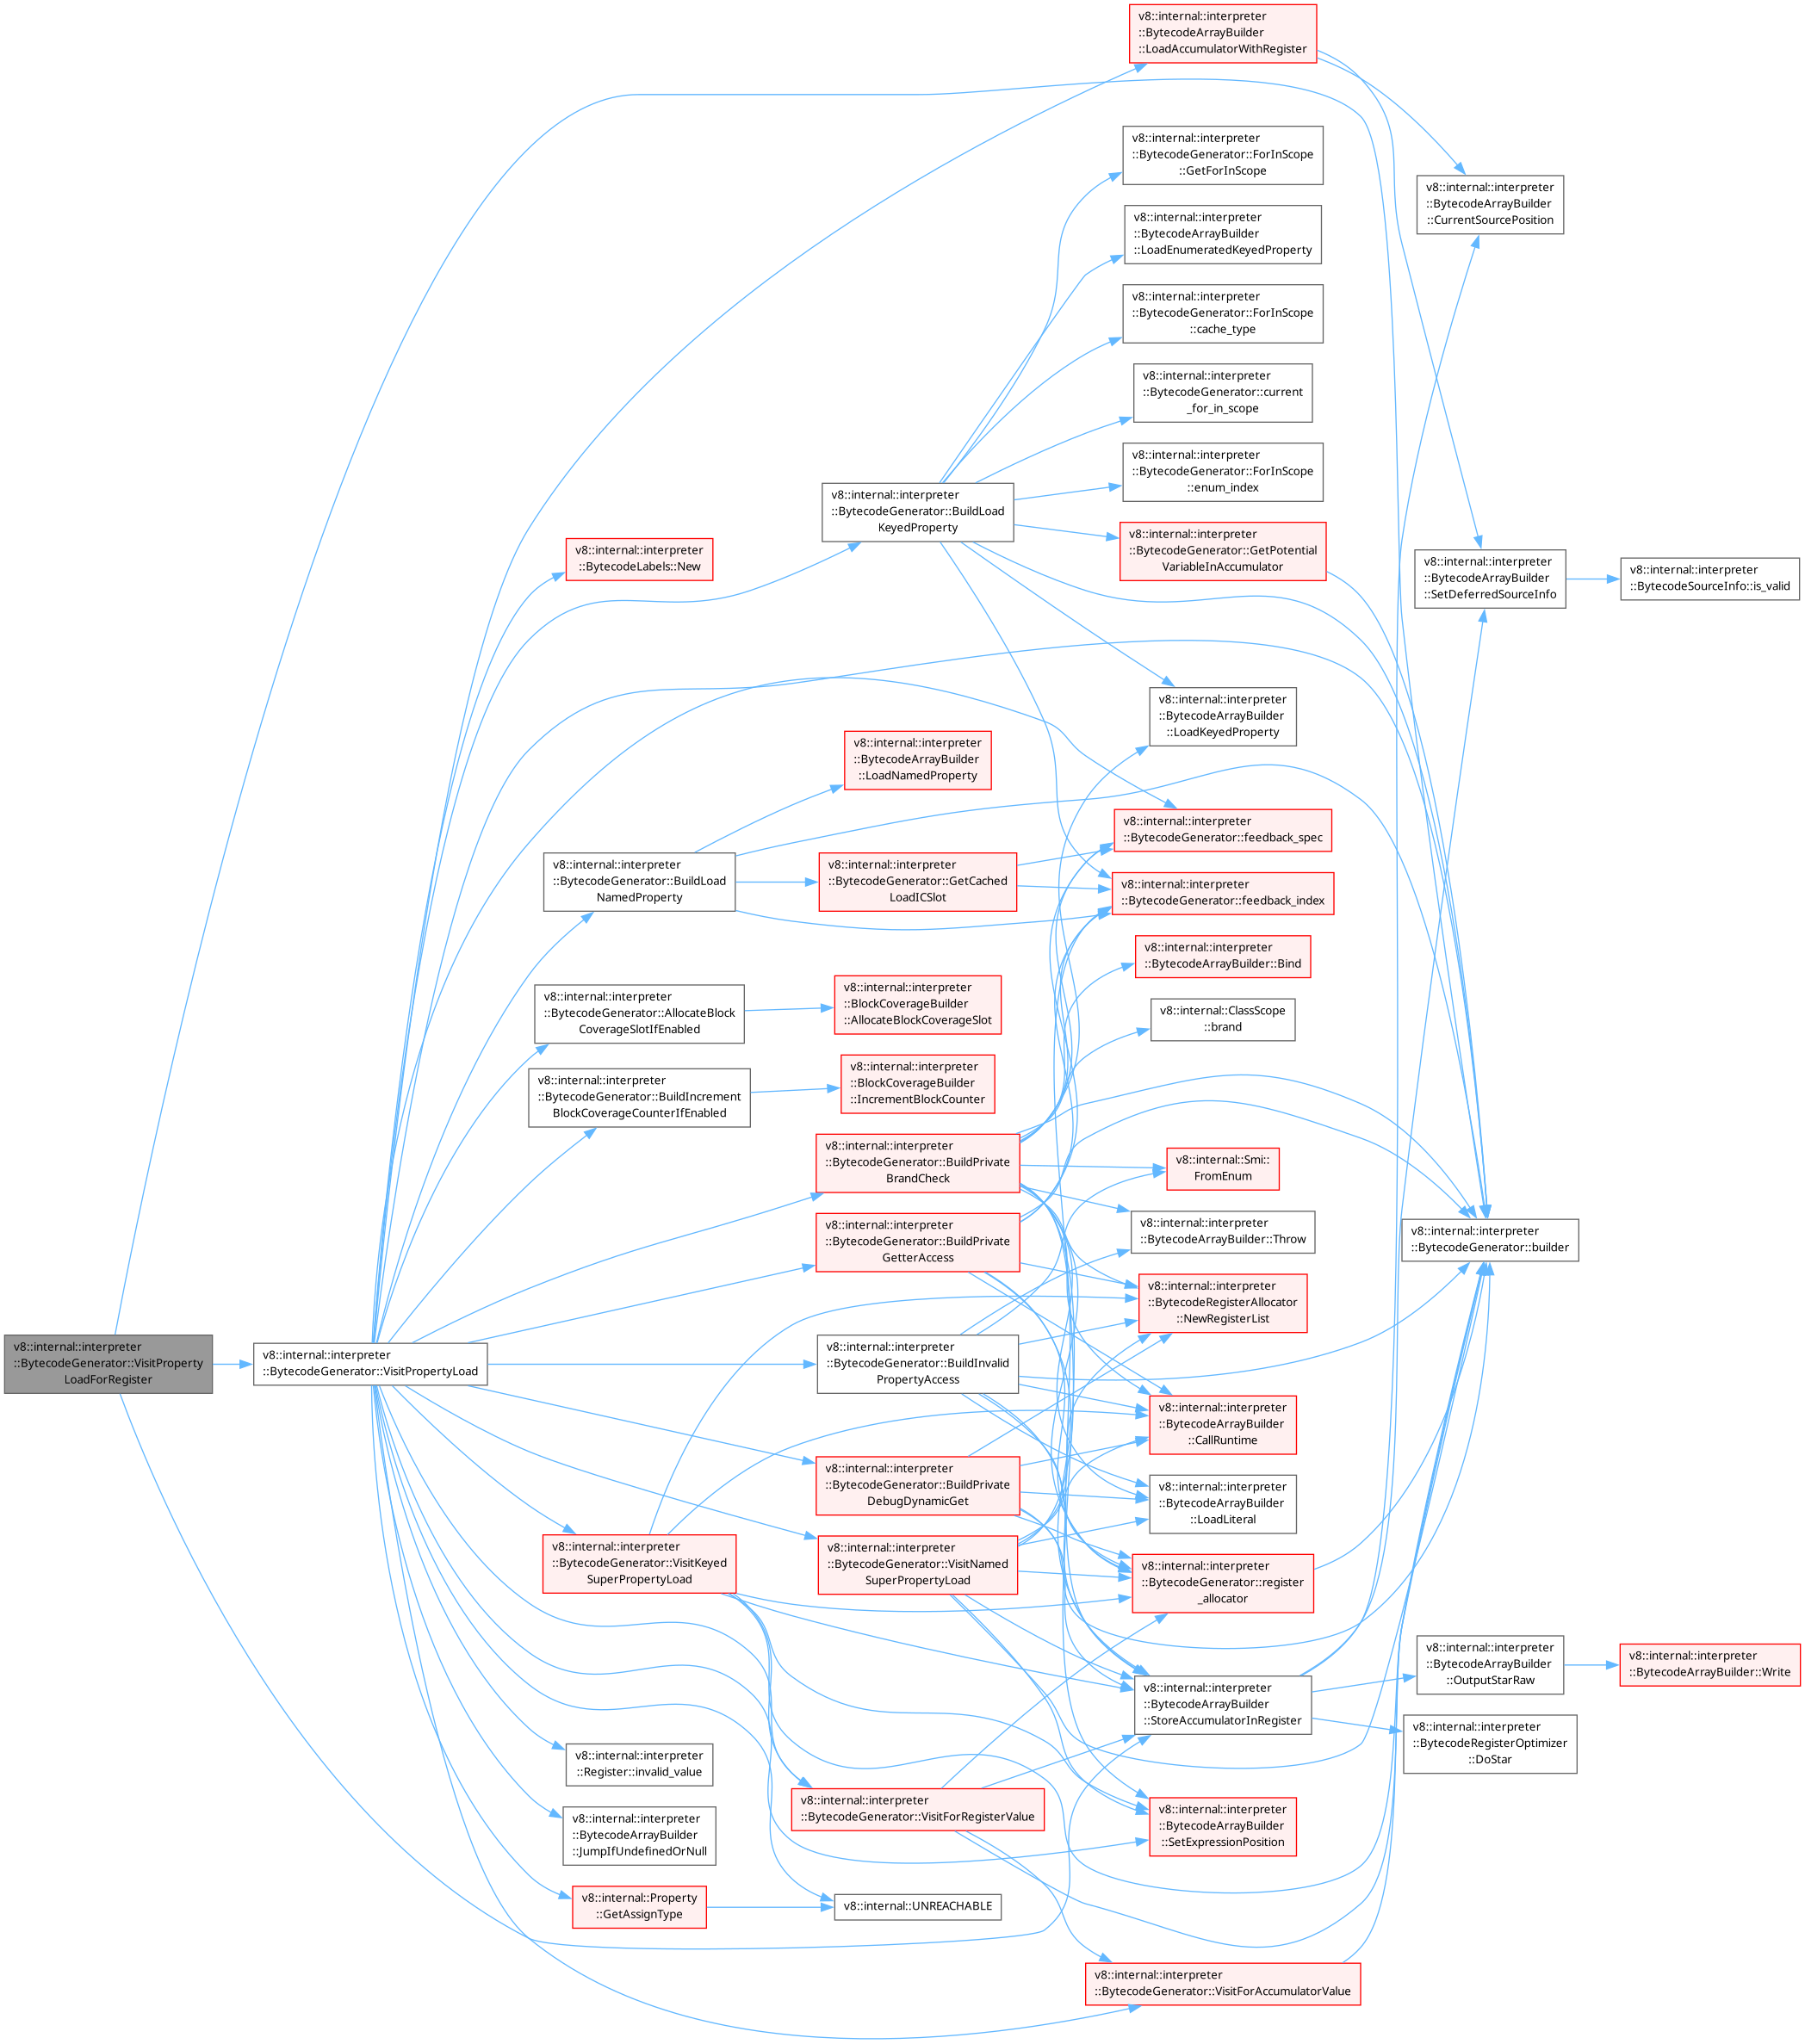 v8::internal::interpreter
::BytecodeArrayBuilder
::LoadAccumulatorWithRegister
v8::internal::interpreter
::BytecodeGenerator::ForInScope
::GetForInScope
v8::internal::interpreter
::BytecodeArrayBuilder
::CurrentSourcePosition
v8::internal::interpreter
::BytecodeArrayBuilder
::LoadEnumeratedKeyedProperty
v8::internal::interpreter
::BytecodeGenerator::ForInScope
::cache_type
v8::internal::interpreter
::BytecodeGenerator::current
_for_in_scope
v8::internal::interpreter
::BytecodeGenerator::ForInScope
::enum_index
v8::internal::interpreter
::BytecodeGenerator::BuildLoad
KeyedProperty
v8::internal::interpreter
::BytecodeGenerator::GetPotential
VariableInAccumulator
v8::internal::interpreter
::BytecodeLabels::New
v8::internal::interpreter
::BytecodeArrayBuilder
::SetDeferredSourceInfo
v8::internal::interpreter
::BytecodeSourceInfo::is_valid
v8::internal::interpreter
::BytecodeArrayBuilder
::LoadKeyedProperty
v8::internal::interpreter
::BytecodeArrayBuilder
::LoadNamedProperty
v8::internal::interpreter
::BytecodeGenerator::feedback_spec
v8::internal::interpreter
::BytecodeGenerator::BuildLoad
NamedProperty
v8::internal::interpreter
::BytecodeGenerator::GetCached
LoadICSlot
v8::internal::interpreter
::BytecodeGenerator::feedback_index
v8::internal::interpreter
::BytecodeArrayBuilder::Bind
v8::internal::interpreter
::BytecodeGenerator::AllocateBlock
CoverageSlotIfEnabled
v8::internal::interpreter
::BlockCoverageBuilder
::AllocateBlockCoverageSlot
v8::internal::ClassScope
::brand
v8::internal::interpreter
::BytecodeGenerator::BuildIncrement
BlockCoverageCounterIfEnabled
v8::internal::interpreter
::BlockCoverageBuilder
::IncrementBlockCounter
v8::internal::interpreter
::BytecodeGenerator::BuildPrivate
BrandCheck
v8::internal::Smi::
FromEnum
v8::internal::interpreter
::BytecodeGenerator::BuildPrivate
GetterAccess
v8::internal::interpreter
::BytecodeArrayBuilder::Throw
v8::internal::interpreter
::BytecodeGenerator::builder
v8::internal::interpreter
::BytecodeRegisterAllocator
::NewRegisterList
v8::internal::interpreter
::BytecodeGenerator::VisitProperty
LoadForRegister
v8::internal::interpreter
::BytecodeGenerator::VisitPropertyLoad
v8::internal::interpreter
::BytecodeGenerator::BuildInvalid
PropertyAccess
v8::internal::interpreter
::BytecodeArrayBuilder
::CallRuntime
v8::internal::interpreter
::BytecodeGenerator::BuildPrivate
DebugDynamicGet
v8::internal::interpreter
::BytecodeArrayBuilder
::LoadLiteral
v8::internal::interpreter
::BytecodeGenerator::VisitKeyed
SuperPropertyLoad
v8::internal::interpreter
::BytecodeGenerator::VisitNamed
SuperPropertyLoad
v8::internal::interpreter
::BytecodeGenerator::register
_allocator
v8::internal::interpreter
::BytecodeArrayBuilder
::OutputStarRaw
v8::internal::interpreter
::BytecodeArrayBuilder::Write
v8::internal::interpreter
::BytecodeArrayBuilder
::StoreAccumulatorInRegister
v8::internal::interpreter
::BytecodeRegisterOptimizer
::DoStar
v8::internal::interpreter
::Register::invalid_value
v8::internal::interpreter
::BytecodeGenerator::VisitForRegisterValue
v8::internal::interpreter
::BytecodeArrayBuilder
::SetExpressionPosition
v8::internal::interpreter
::BytecodeArrayBuilder
::JumpIfUndefinedOrNull
v8::internal::Property
::GetAssignType
v8::internal::UNREACHABLE
v8::internal::interpreter
::BytecodeGenerator::VisitForAccumulatorValue